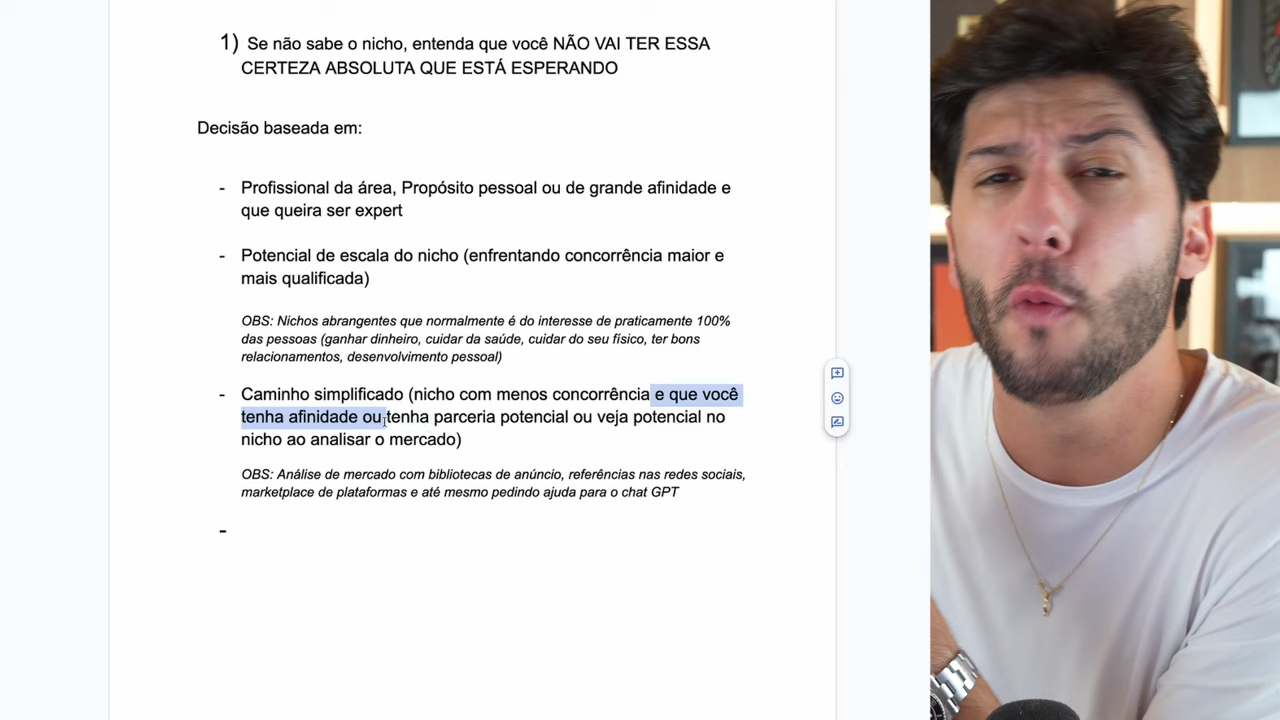 1) Se não sabe o nicho, entenda que você NÃO VAI TER ESSA
CERTEZA ABSOLUTA QUE ESTÁ ESPERANDO
Decisão baseada em:
- Profissional da área, Propósito pessoal ou de grande afinidade e
que queira ser expert
- Potencial de escala do nicho (enfrentando concorrência maior e
mais qualificada)
OBS: Nichos abrangentes que normalmente é do interesse de praticamente 100%
das pessoas (ganhar dinheiro, cuidar da saúde, cuidar do seu físico, ter bons
relacionamentos, desenvolvimento pessoal)
- Caminho simplificado (nicho com menos concorrência e que você
tenha afinidade ou tenha parceria potencial ou veja potencial no
nicho ao analisar o mercado)
OBS: Análise de mercado com bibliotecas de anúncio, referências nas redes sociais,
marketplace de plataformas e até mesmo pedindo ajuda para o chat GPT
-